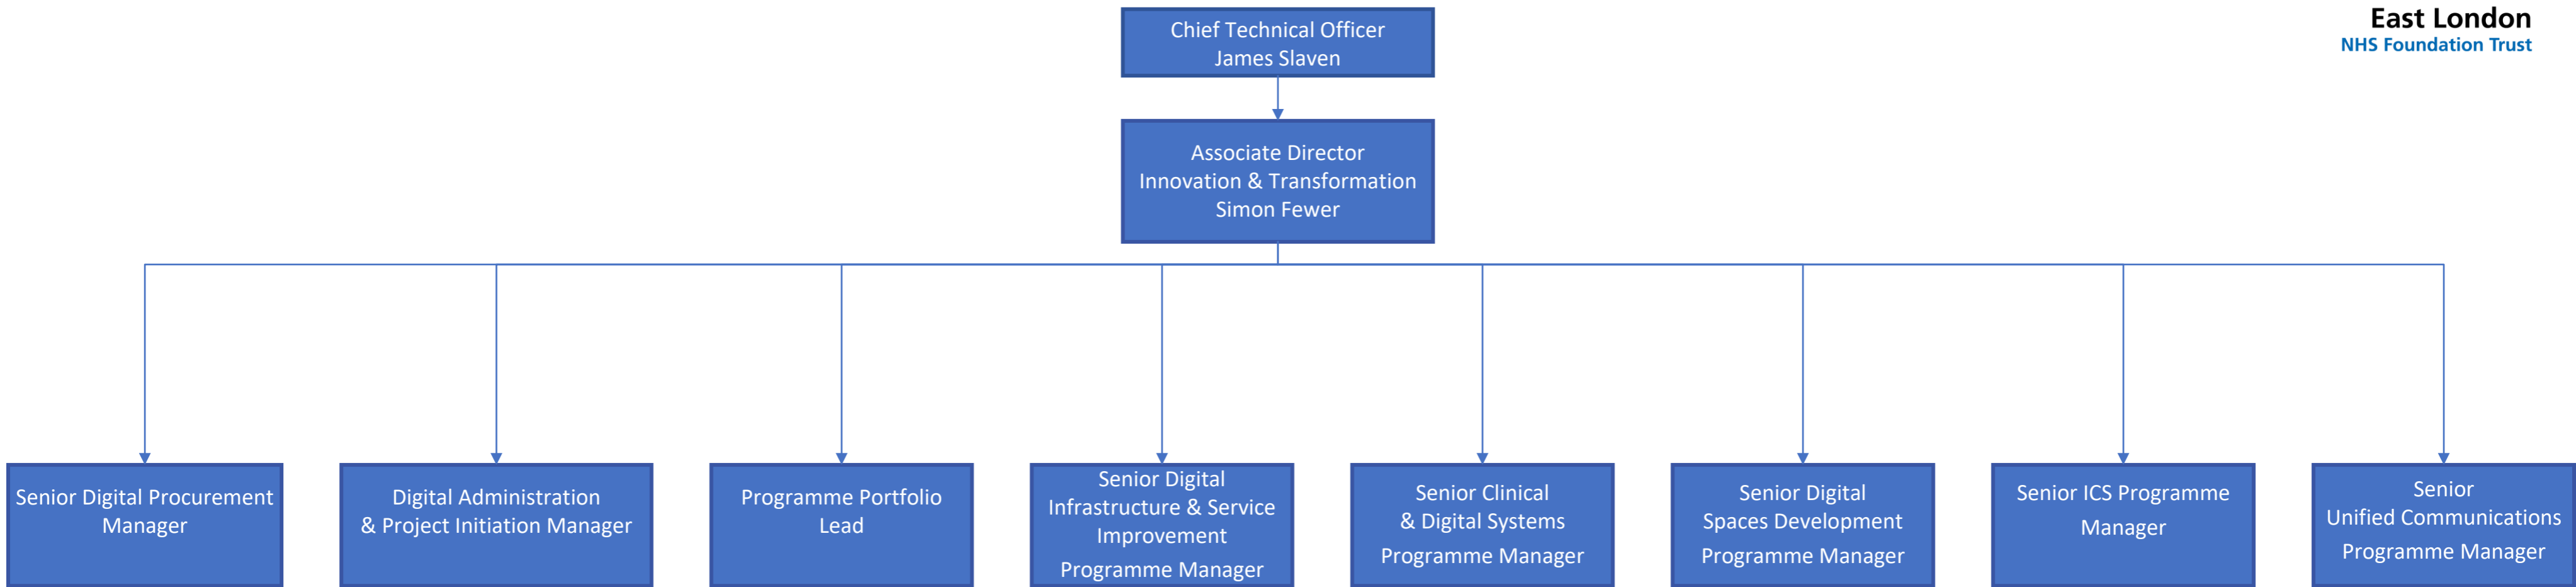 East London
NHS Foundation Trust
Chief Technical Officer
James Slaven
Associate Director
Innovation & Transformation
Simon Fewer
Senior Digital Procurement
Manager
Digital Administration
& Project Initiation Manager
Programme Portfolio
Lead
Senior Digital
Infrastructure & Service
Improvement
Programme Manager
Senior Clinical
& Digital Systems
Programme Manager
Senior Digital
Spaces Development
Programme Manager
Senior ICS Programme
Manager
Senior
Unified Communications
Programme Manager